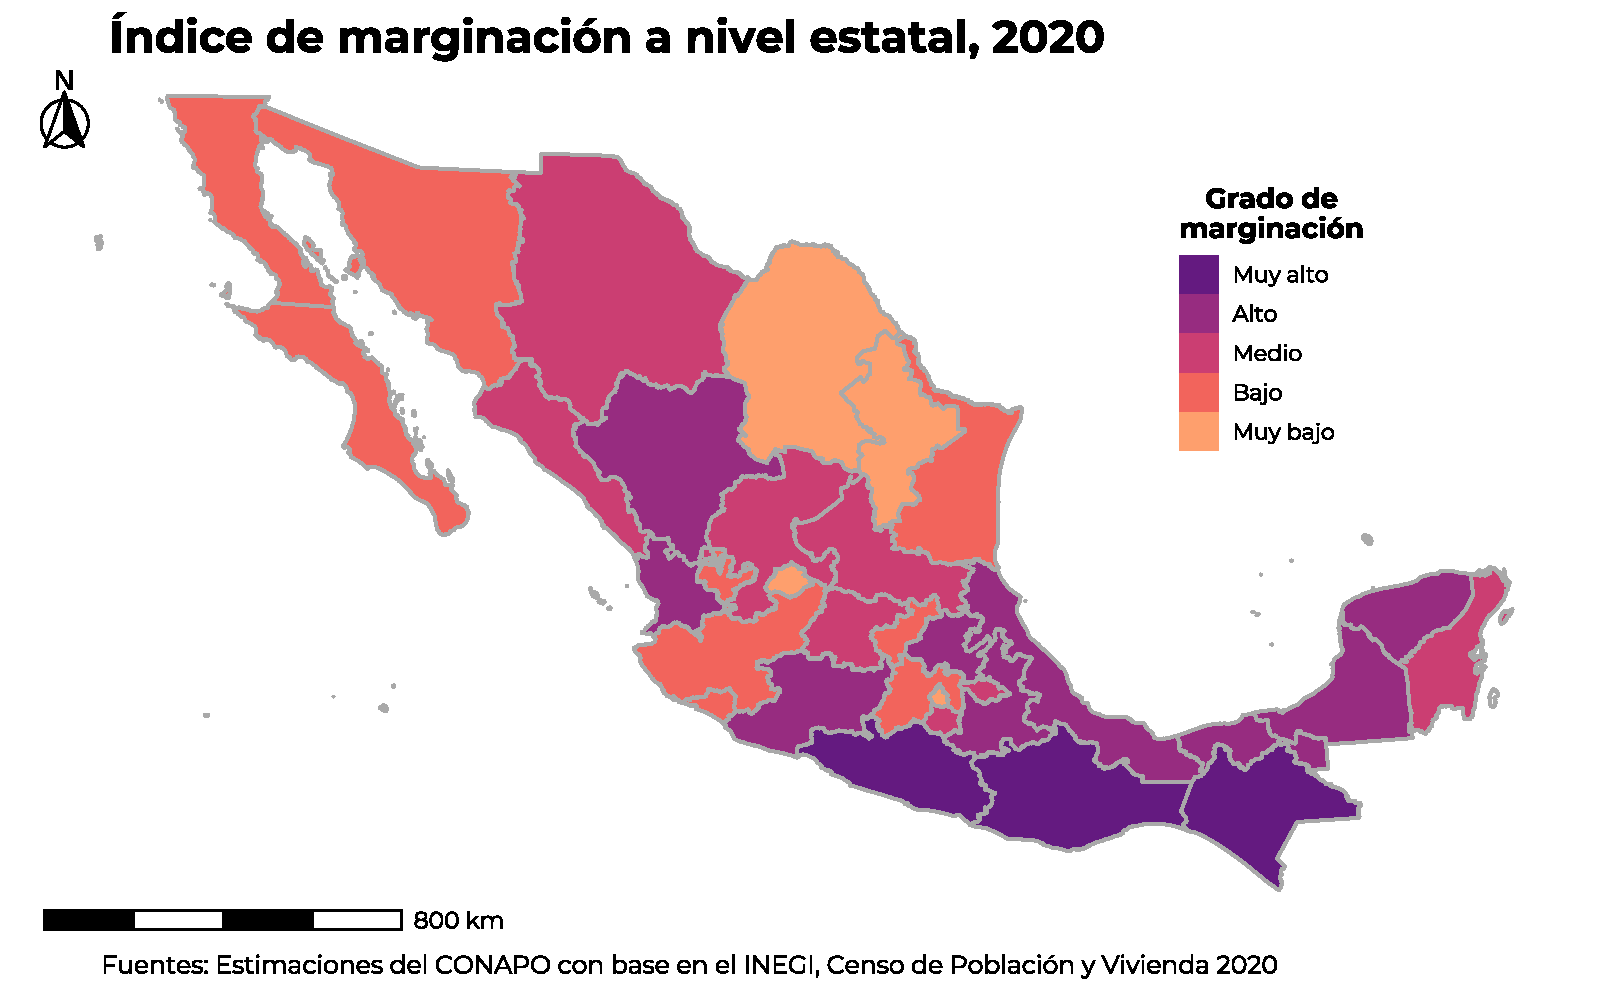 Índice de marginación a nivel estatal, 2020
N
Grado de
marginación
Muy alto
Alto
Medio
Bajo
Muy bajo
800 km
Fuentes: Estimaciones del CONAPO con base en el INEGI, Censo de Población y Vivienda 2020